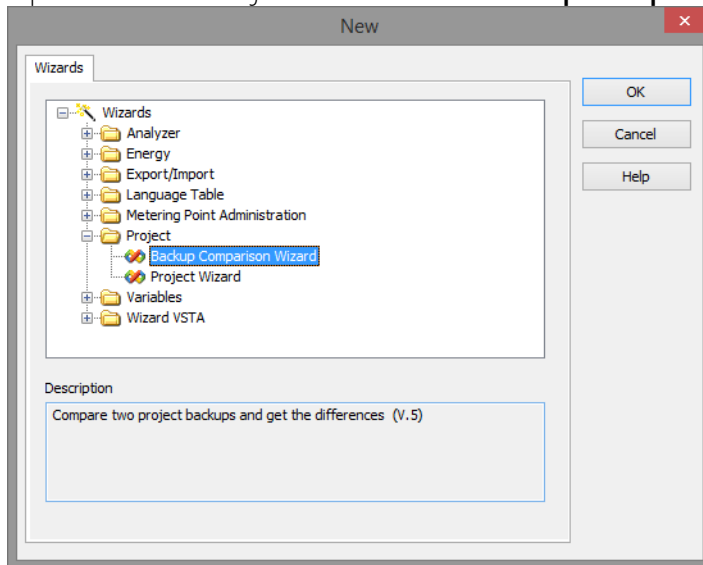 New
Wizards
OK
Cancel
Help
Wizards
Analyzer
Energy
Export/Import
Language Table
Metering Point Administration
Project
Backup Comparison Wizard
Project Wizard
Variables
Wizard VSTA
Description
Compare two project backups and get the differences (V.5)